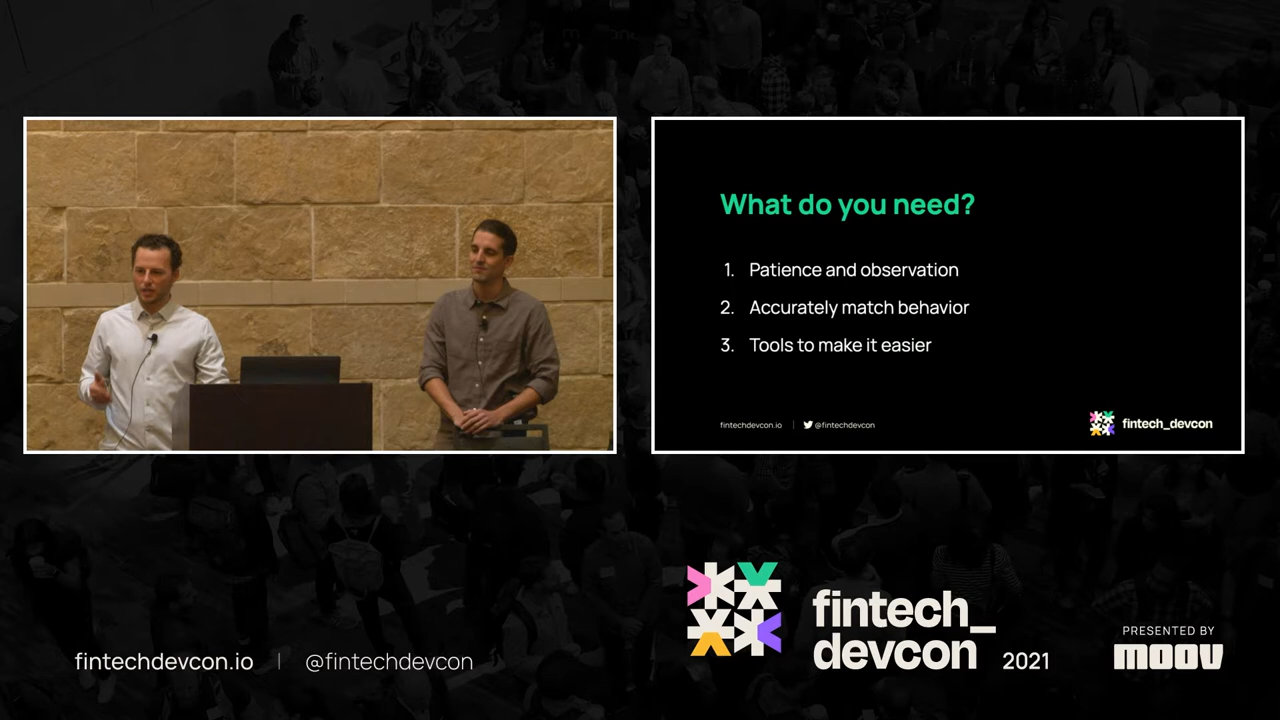 What do you need?
1. Patience and observation
2. Accurately match behavior
3. Tools to make it easier
fintechdevcon.io | @fintechdevcon
fintech_devcon
fintechdevcon.io | @fintechdevcon
fintech_
devcon 2021
PRESENTED BY
moov